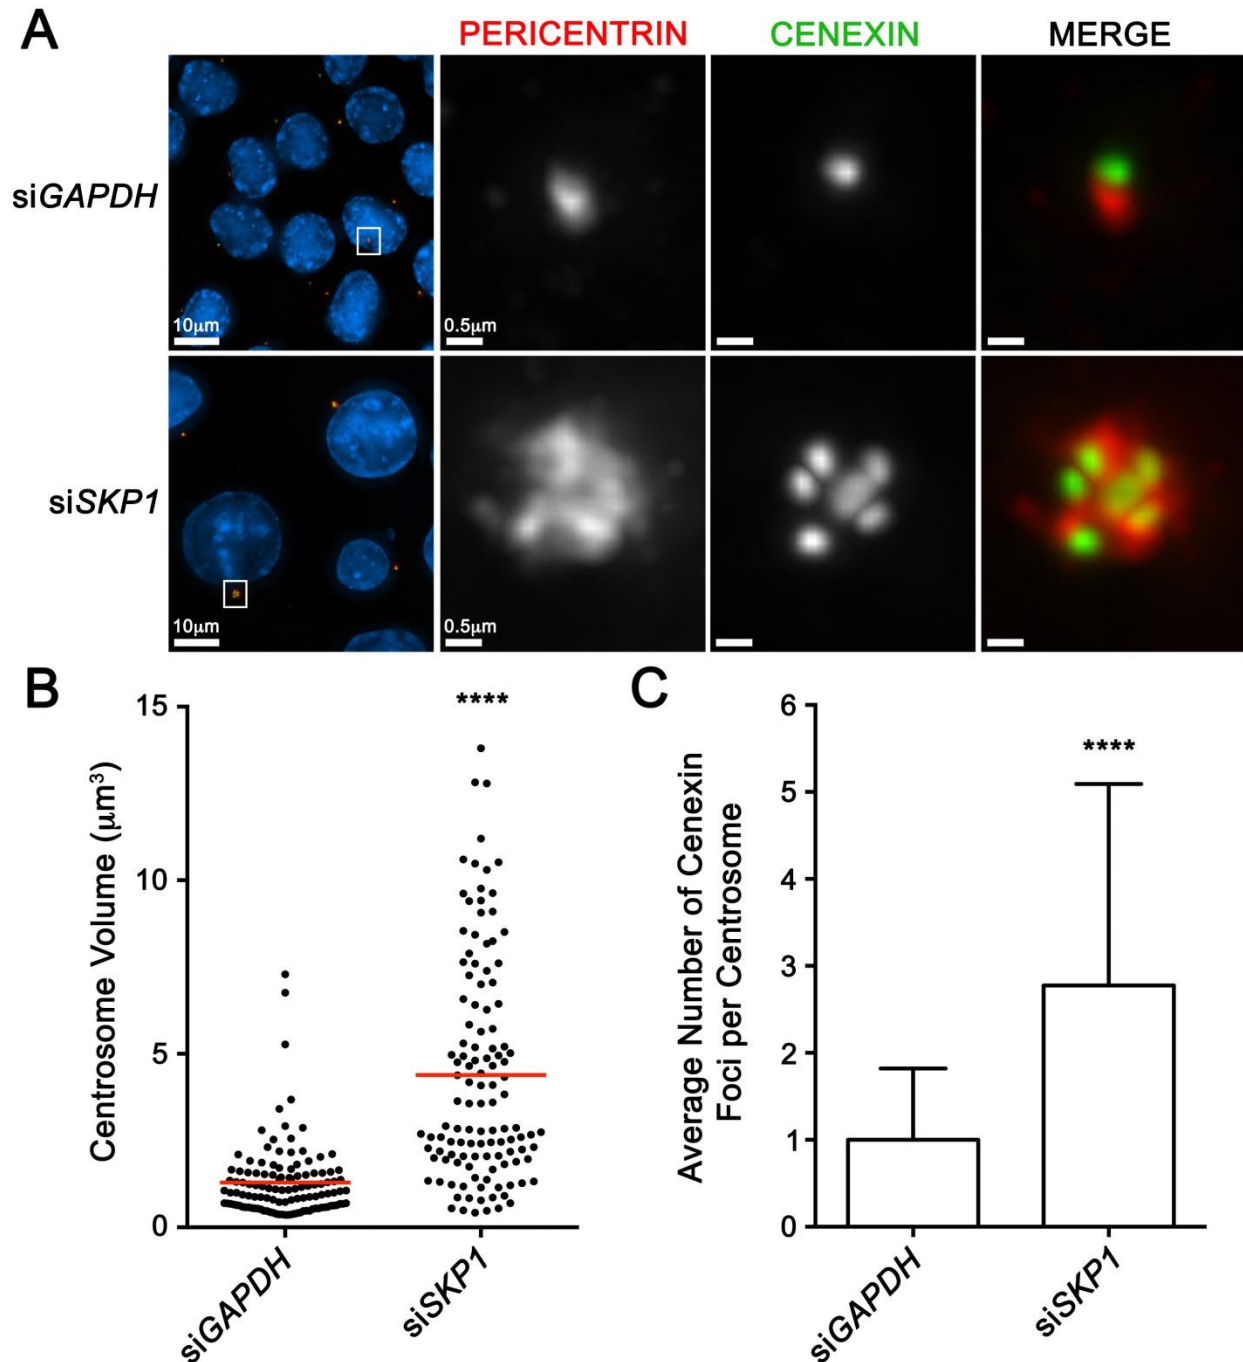 A
PERICENTRIN
CENEXIN
MERGE
siGAPDH
10μm
0.5μm
siSKP1
10μm
0.5μm
B
Centrosome Volume (μm³)
15
10
5
0
****
siGAPDH
siSKP1
C
Average Number of Cenexin
Foci per Centrosome
6
5
4
3
2
1
0
****
siGAPDH
siSKP1